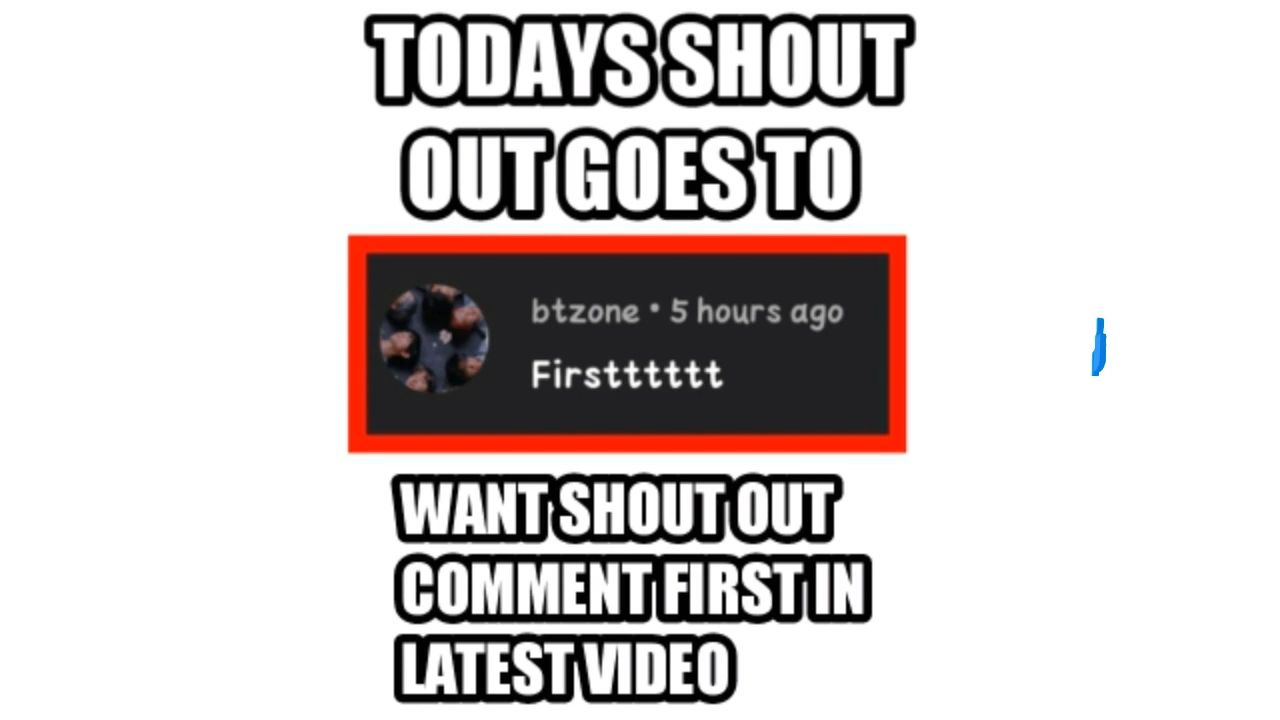 TODAYS SHOUT
OUT GOES TO
btzone • 5 hours ago
Firsttttttt
WANT SHOUT OUT
COMMENT FIRST IN
LATEST VIDEO